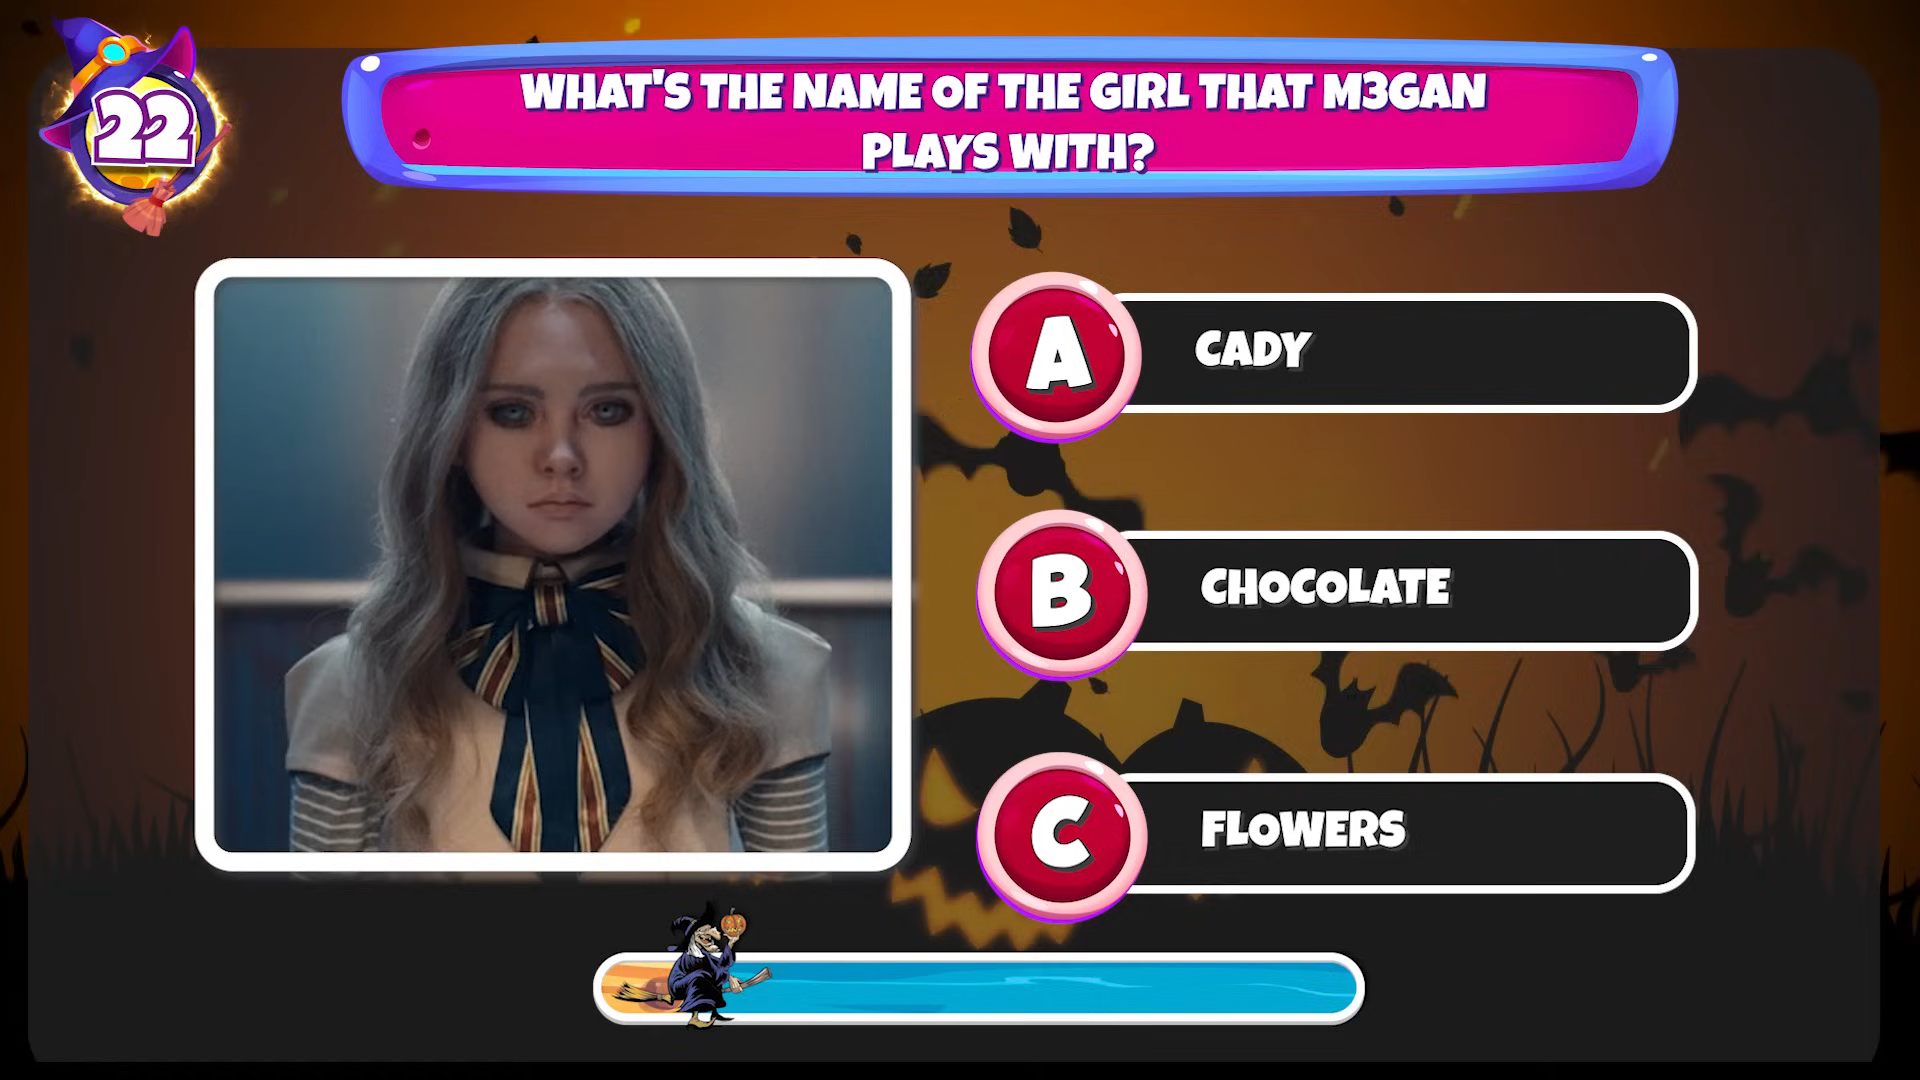 22
WHAT'S THE NAME OF THE GIRL THAT M3GAN
PLAYS WITH?
A CADY
B CHOCOLATE
C FLOWERS